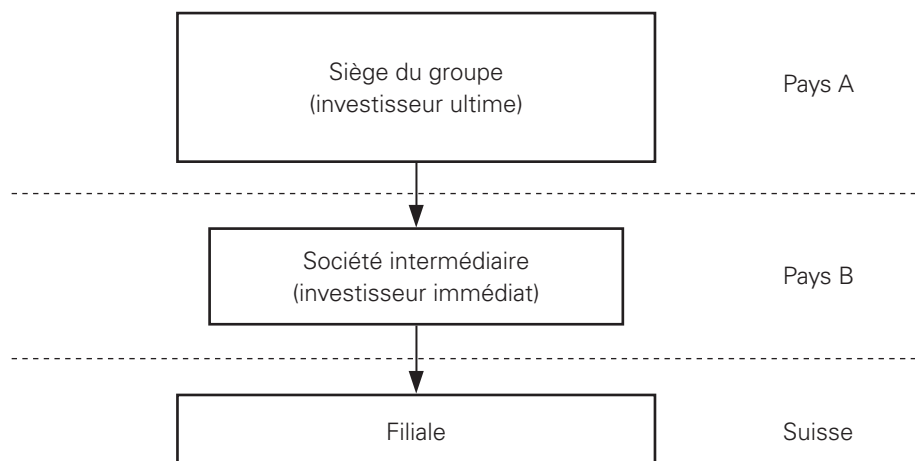 Siège du groupe
(investisseur ultime)
Pays A
Société intermédiaire
(investisseur immédiat)
Pays B
Filiale
Suisse